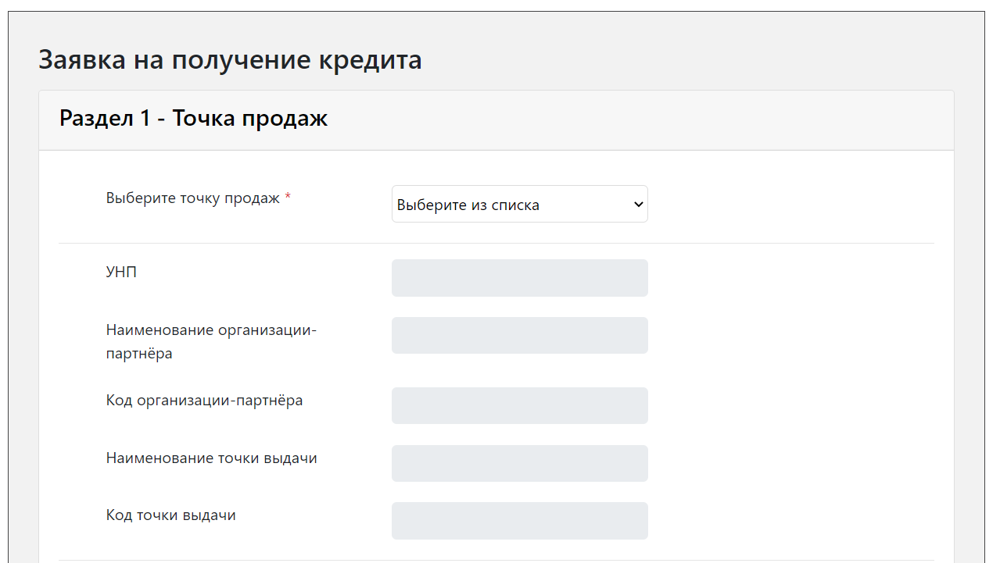 Заявка на получение кредита
Раздел 1 - Точка продаж
Выберите точку продаж *
Выберите из списка
УНП
Наименование организации-
партнёра
Код организации-партнёра
Наименование точки выдачи
Код точки выдачи